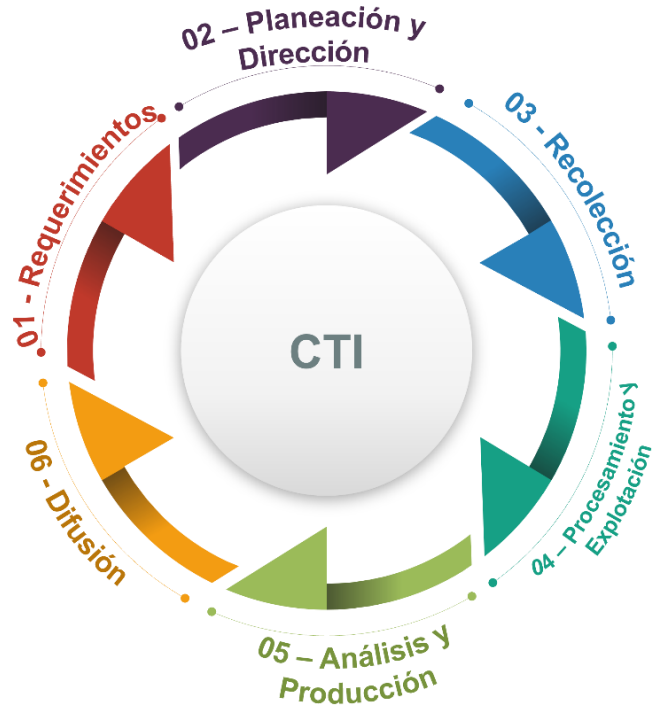 01 - Requerimientos
02 – Planeación y
Dirección
03 - Recolección
04 – Procesamiento y
Explotación
05 – Análisis y
Producción
06 - Difusión
CTI